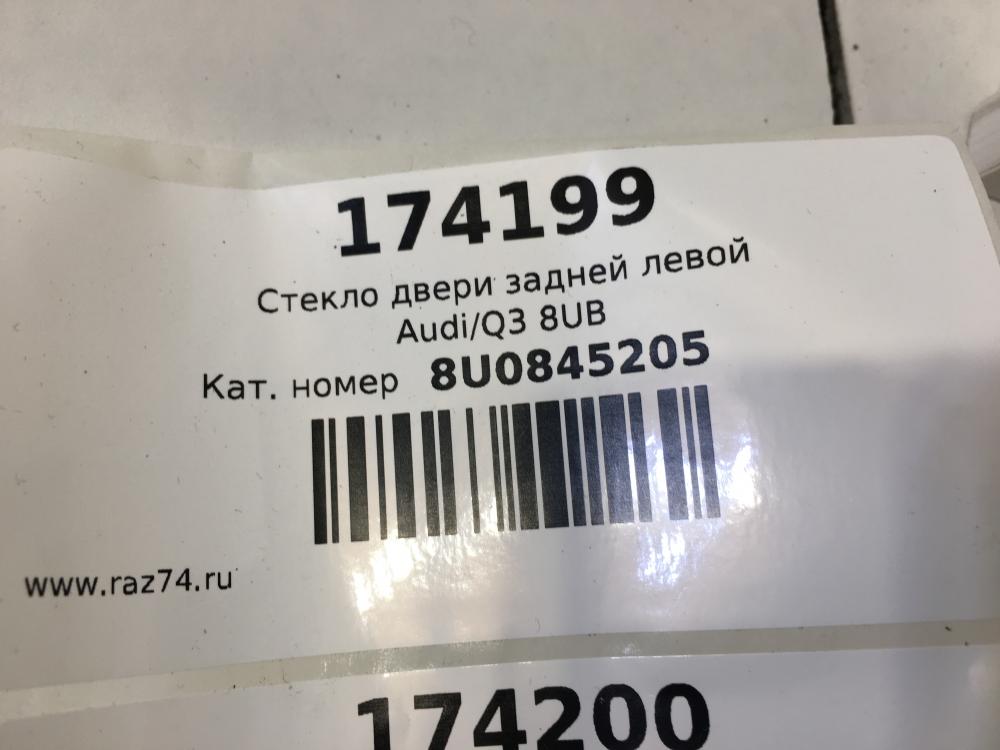 174199
Стекло двери задней левой
Audi/Q3 8UB
Кат. номер 8U0845205
www.raz74.ru
174200